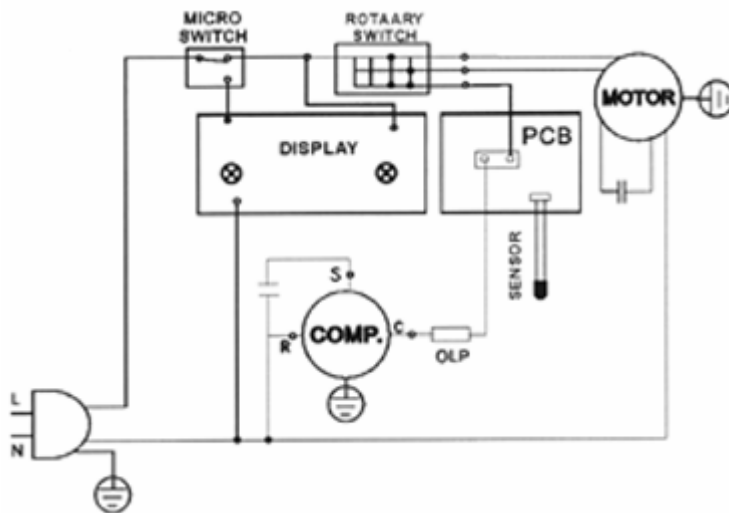 MICRO
SWITCH
ROTAARY
SWITCH
MOTOR
DISPLAY
PCB
SENSOR
S
COMP.
R
C
OLP
L
N